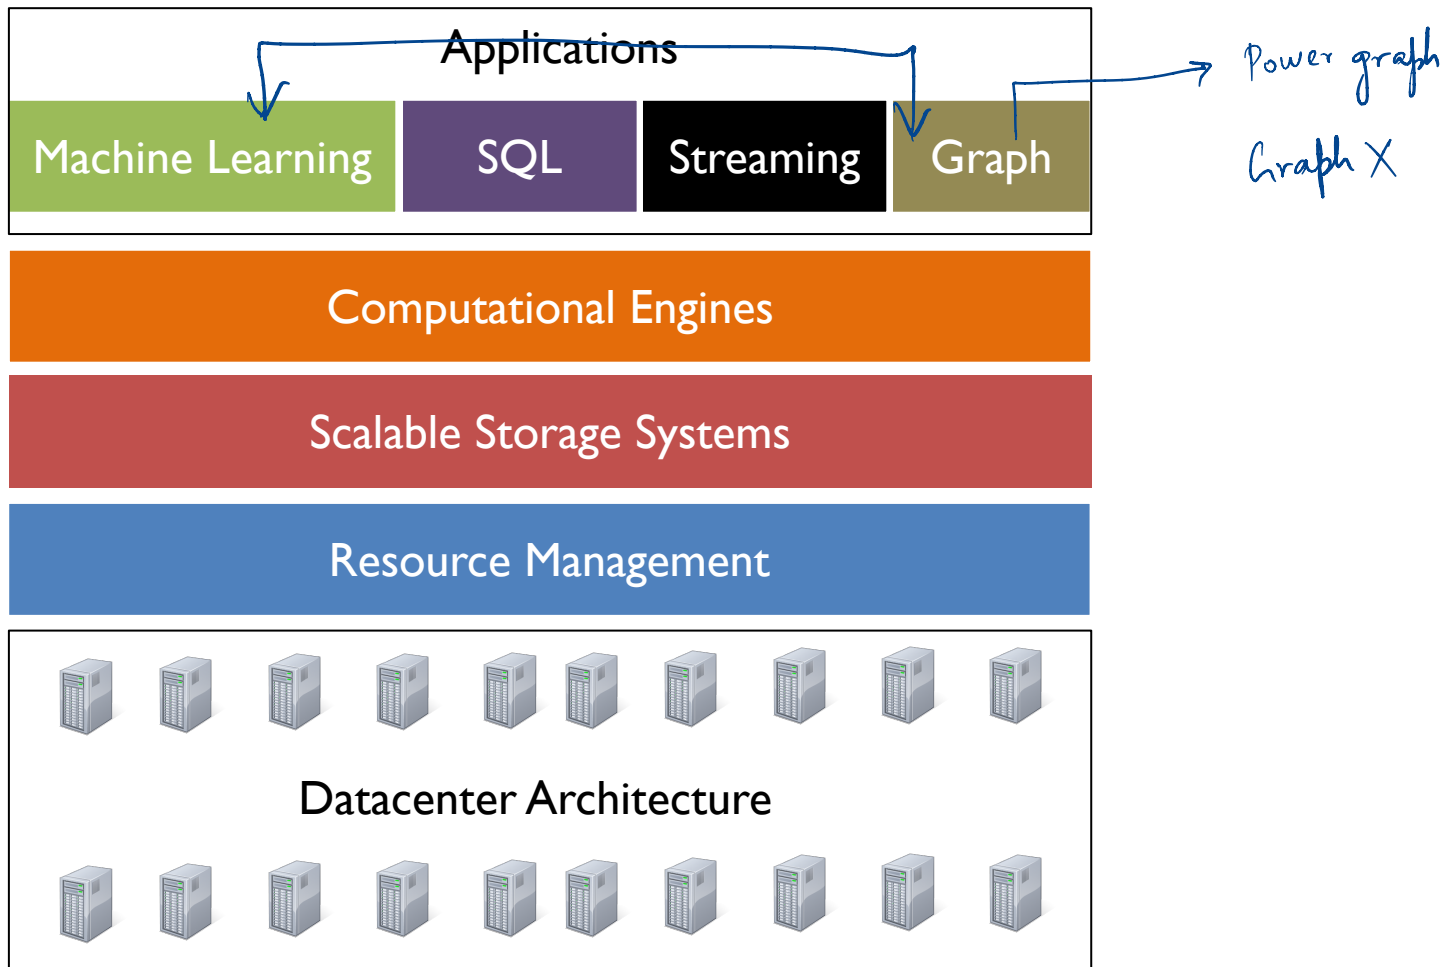 Applications
Power graph
Machine Learning SQL Streaming Graph
Graph X
Computational Engines
Scalable Storage Systems
Resource Management
Datacenter Architecture